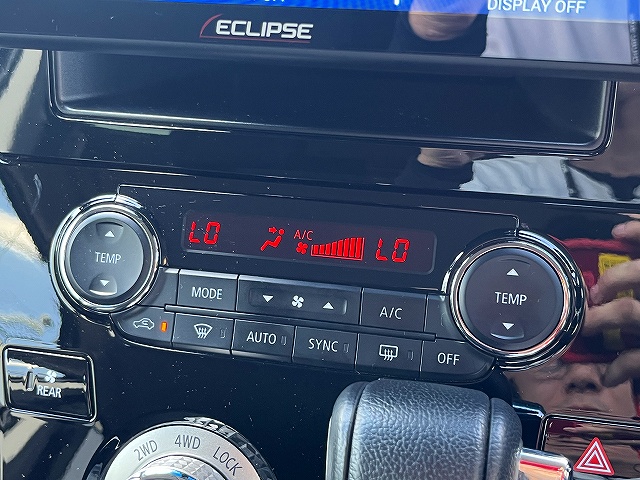 DISPLAY OFF
ECLIPSE
LO A/C LO
TEMP
TEMP
MODE
A/C
AUTO
SYNC
OFF
REAR
2WD 4WD LOCK